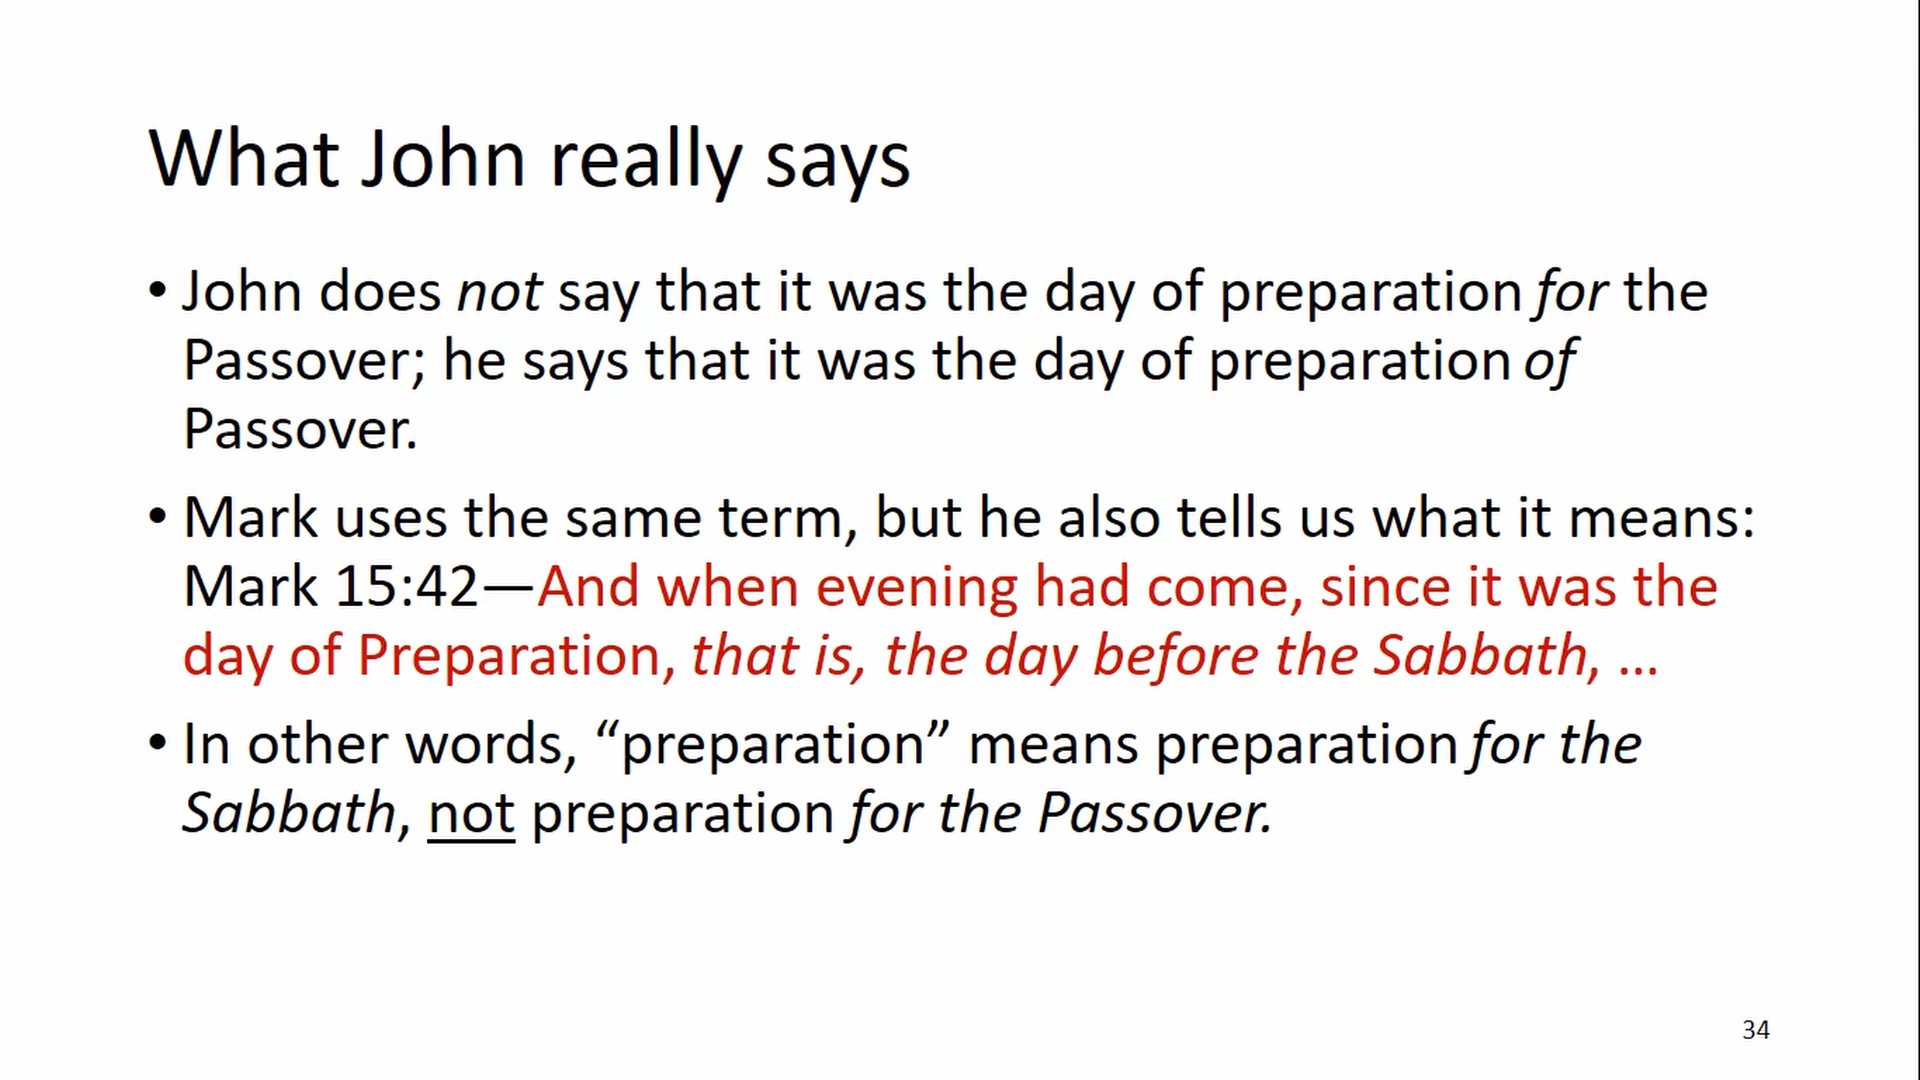 What John really says
• John does not say that it was the day of preparation for the
Passover; he says that it was the day of preparation of
Passover.
• Mark uses the same term, but he also tells us what it means:
Mark 15:42—And when evening had come, since it was the
day of Preparation, that is, the day before the Sabbath, …
• In other words, “preparation” means preparation for the
Sabbath, not preparation for the Passover.
34